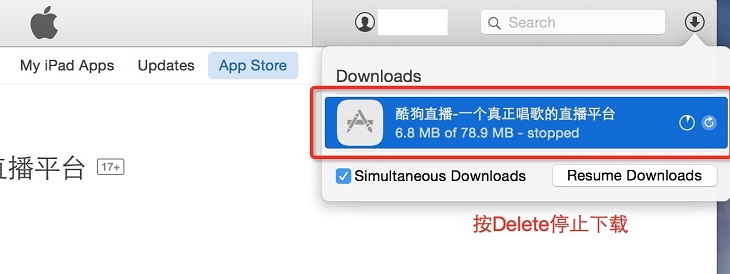 Search
My iPad Apps
Updates
App Store
Downloads
酷狗直播-一个真正唱歌的直播平台
6.8 MB of 78.9 MB - stopped
直播平台 17+
Simultaneous Downloads
Resume Downloads
按Delete停止下载